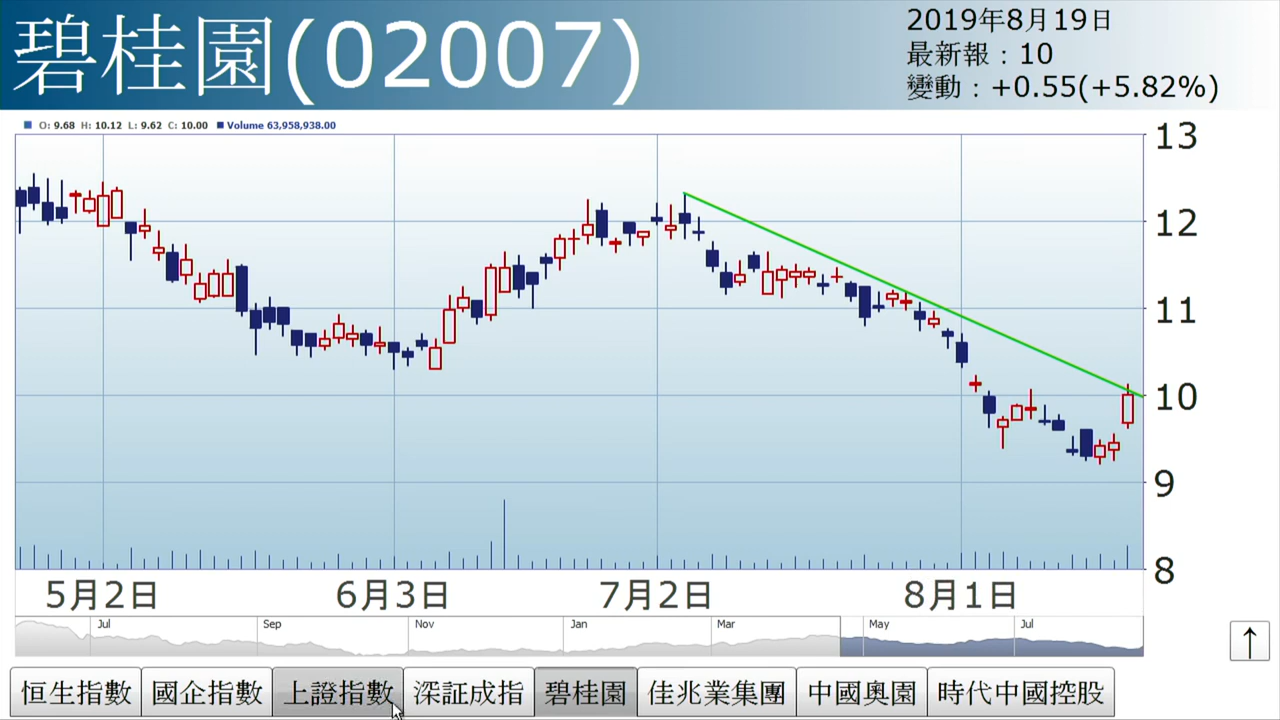 碧桂園(02007)
2019年8月19日
最新報：10
變動：+0.55(+5.82%)
O: 9.68 H: 10.12 L: 9.62 C: 10.00 Volume 63,958,938.00
13
12
11
10
9
8
5月2日 6月3日 7月2日 8月1日
Jul Sep Nov Jan Mar May Jul
↑
恒生指數 國企指數 上證指數 深証成指 碧桂園 佳兆業集團 中國奧園 時代中國控股